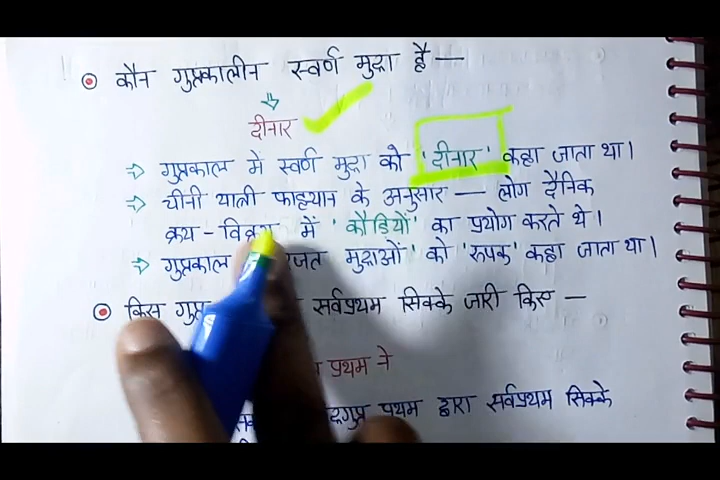 कौन गुप्तकालीन स्वर्ण मुद्रा है —
दीनार
गुप्तकाल में स्वर्ण मुद्रा को 'दीनार' कहा जाता था।
चीनी यात्री फाह्यान के अनुसार — लोग दैनिक
क्रय - विक्रय में 'कौड़ियों' का प्रयोग करते थे।
गुप्तकाल मुद्राओं को 'रूपक' कहा जाता था।
किस गुप्त सर्वप्रथम सिक्के जारी किए —
प्रथम ने
प्रथम द्वारा सर्वप्रथम सिक्के